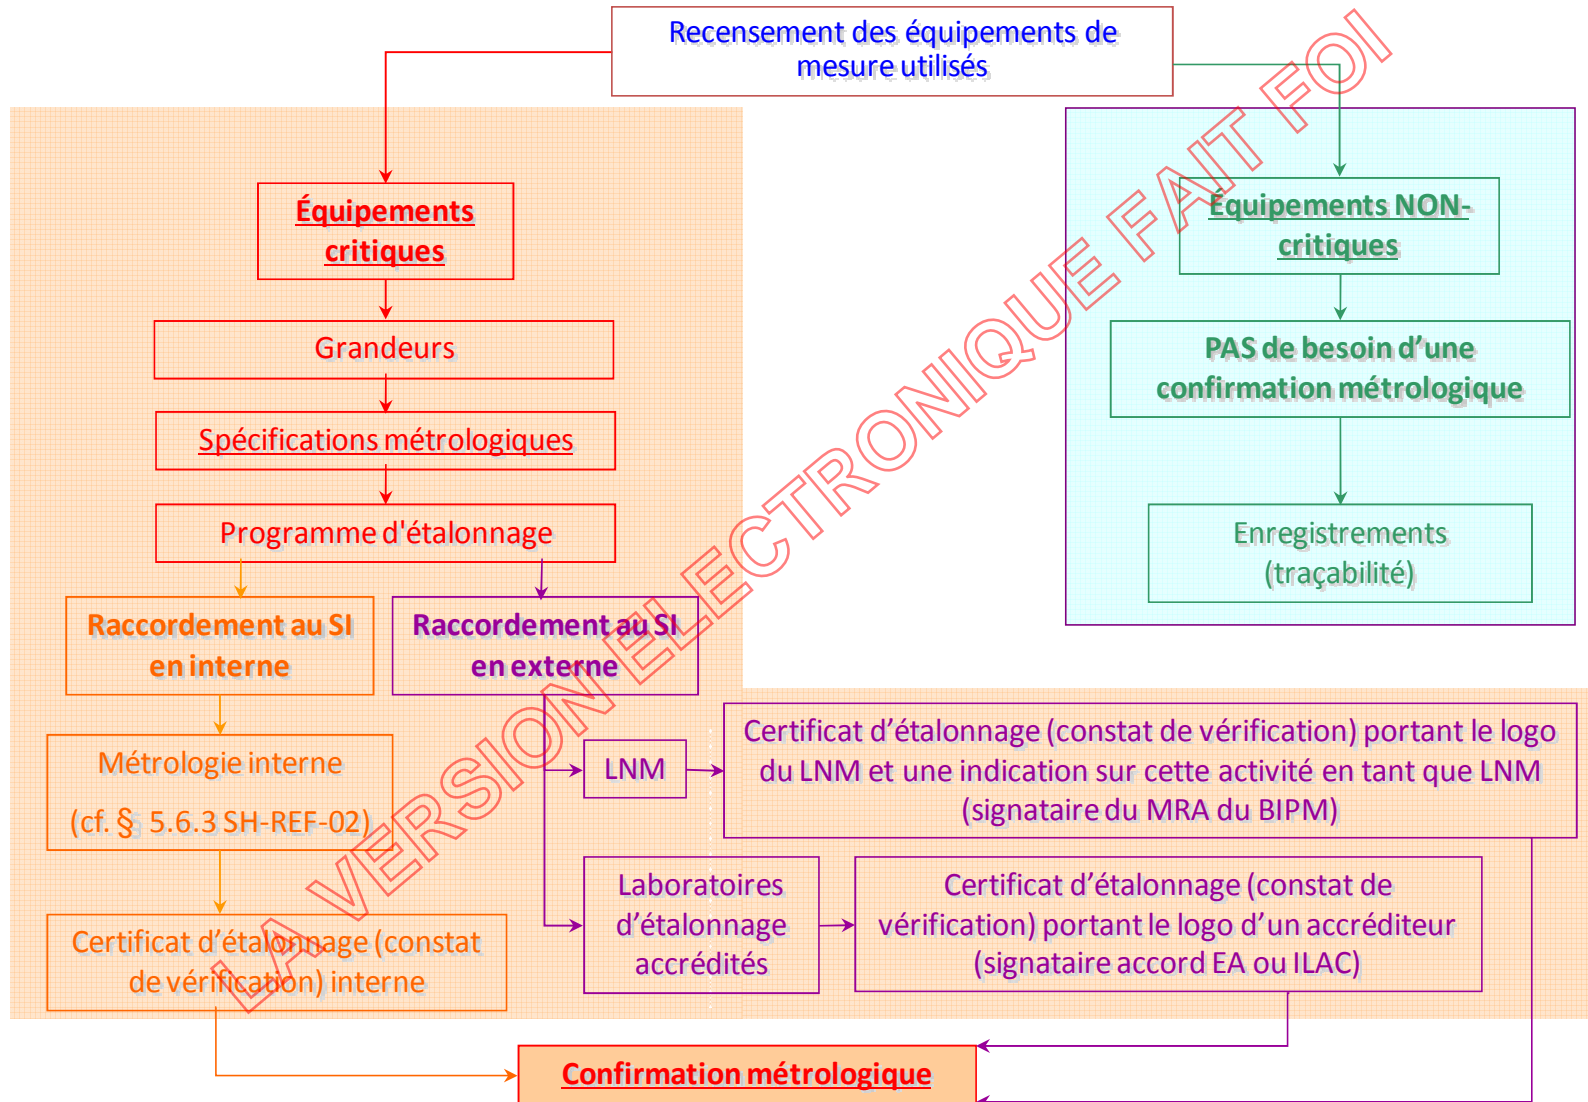 Recensement des équipements de
mesure utilisés
Équipements
critiques
Grandeurs
Spécifications métrologiques
Programme d'étalonnage
Raccordement au SI
en interne
Raccordement au SI
en externe
Métrologie interne
(cf. § 5.6.3 SH-REF-02)
Certificat d’étalonnage (constat
de vérification) interne
LNM
Certificat d’étalonnage (constat de vérification) portant le logo
du LNM et une indication sur cette activité en tant que LNM
(signataire du MRA du BIPM)
Laboratoires
d’étalonnage
accrédités
Certificat d’étalonnage (constat de
vérification) portant le logo d’un accréditeur
(signataire accord EA ou ILAC)
Confirmation métrologique
Équipements NON-
critiques
PAS de besoin d’une
confirmation métrologique
Enregistrements
(traçabilité)
LA VERSION ELECTRONIQUE FAIT FOI